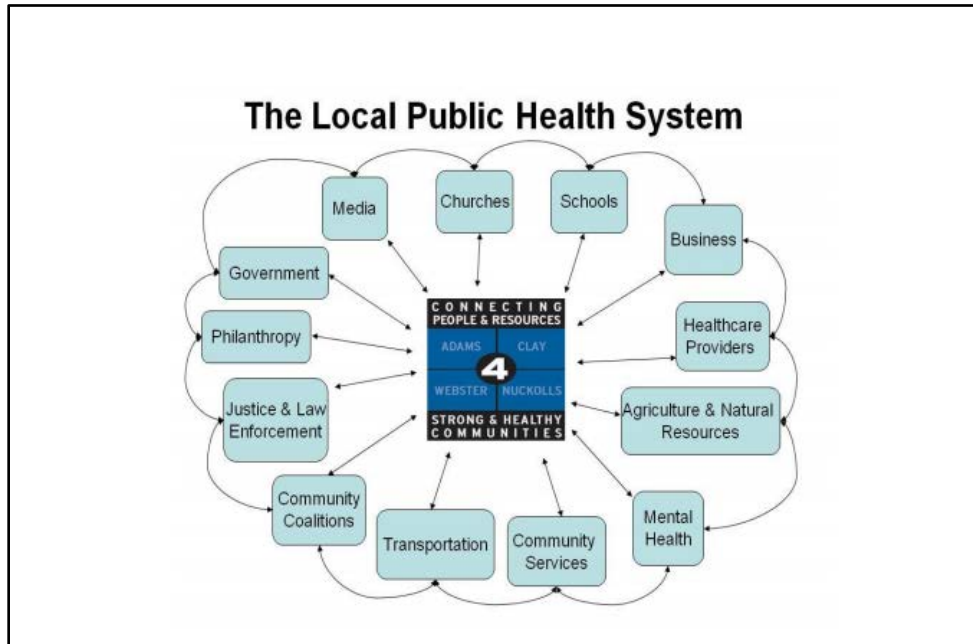 The Local Public Health System
Media
Churches
Schools
Business
Government
Philanthropy
Healthcare
Providers
Justice & Law
Enforcement
Agriculture & Natural
Resources
Community
Coalitions
Transportation
Community
Services
Mental
Health
CONNECTING
PEOPLE & RESOURCES
ADAMS CLAY
4
WEBSTER NUCKOLLS
STRONG & HEALTHY
COMMUNITIES